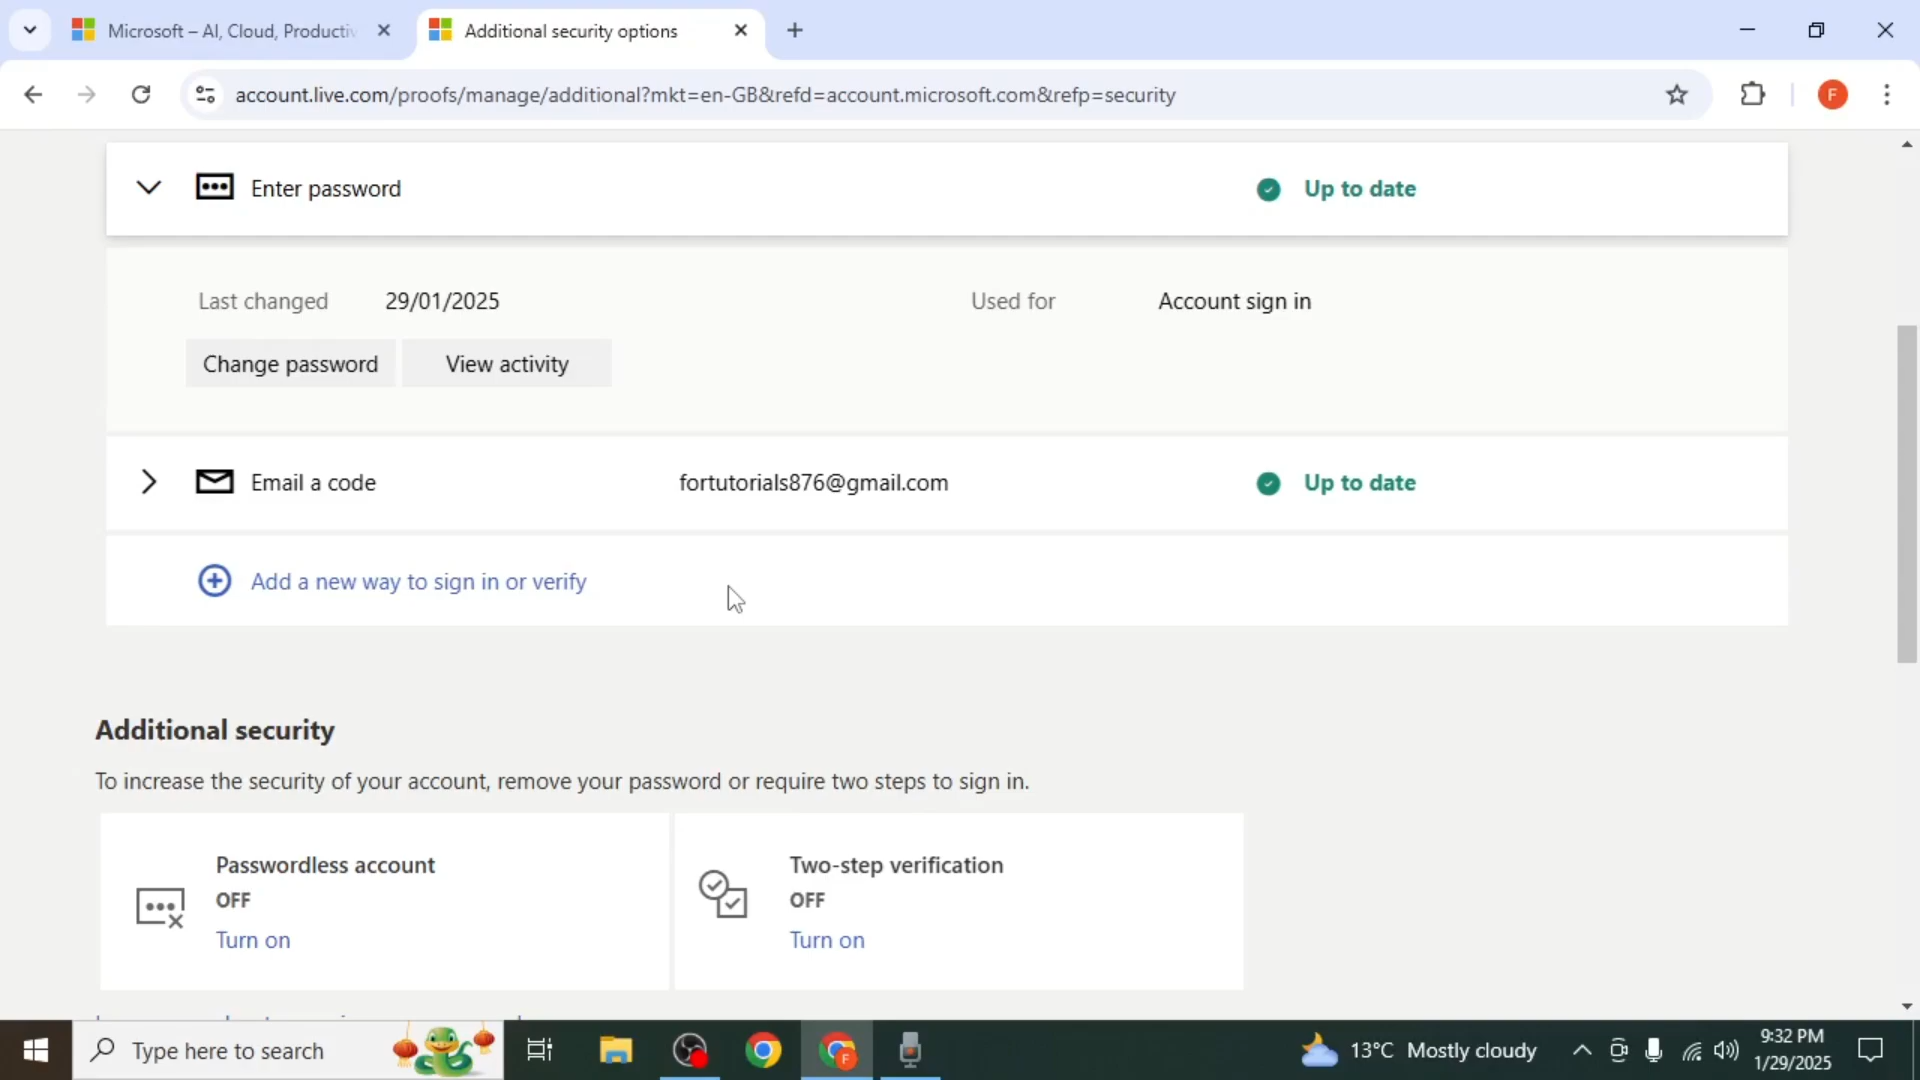 Microsoft – AI, Cloud, Productiv
Additional security options
account.live.com/proofs/manage/additional?mkt=en-GB&refd=account.microsoft.com&refp=security
F
Enter password
Up to date
Last changed
29/01/2025
Used for
Account sign in
Change password
View activity
Email a code
fortutorials876@gmail.com
Up to date
Add a new way to sign in or verify
Additional security
To increase the security of your account, remove your password or require two steps to sign in.
Passwordless account
OFF
Turn on
Two-step verification
OFF
Turn on
Type here to search
F
13°C Mostly cloudy
9:32 PM
1/29/2025